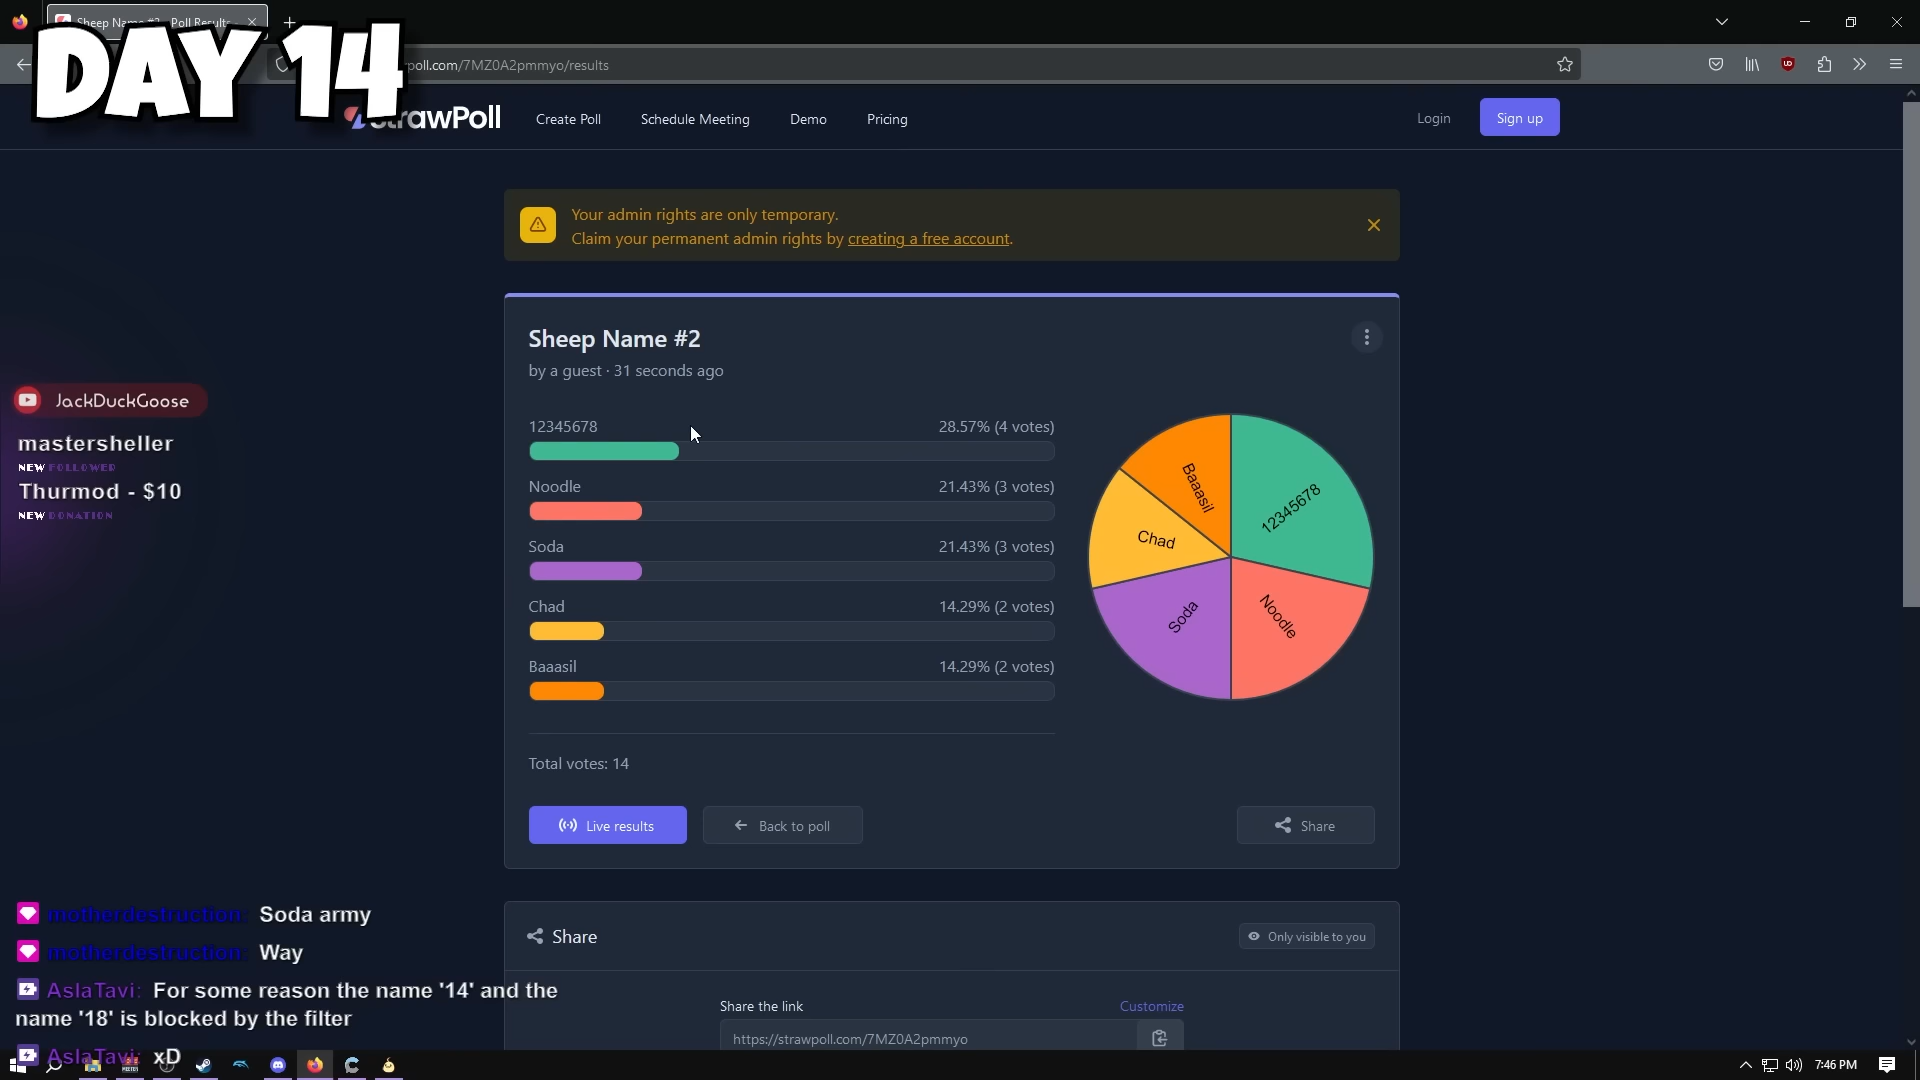 Sheep Name #2 - Poll Results
DAY 14
poll.com/7MZ0A2pmmyo/results
StrawPoll
Create Poll
Schedule Meeting
Demo
Pricing
Login
Sign up
Your admin rights are only temporary.
Claim your permanent admin rights by creating a free account.
Sheep Name #2
by a guest · 31 seconds ago
12345678 28.57% (4 votes)
Noodle 21.43% (3 votes)
Soda 21.43% (3 votes)
Chad 14.29% (2 votes)
Baaasil 14.29% (2 votes)
Baaasil
12345678
Chad
Soda
Noodle
Total votes: 14
Live results
Back to poll
Share
JackDuckGoose
mastersheller
NEW FOLLOWER
Thurmod - $10
NEW DONATION
Share
Only visible to you
Share the link
Customize
https://strawpoll.com/7MZ0A2pmmyo
motherdestruction: Soda army
motherdestruction: Way
AslaTavi: For some reason the name '14' and the
name '18' is blocked by the filter
AslaTavi: xD
7:46 PM